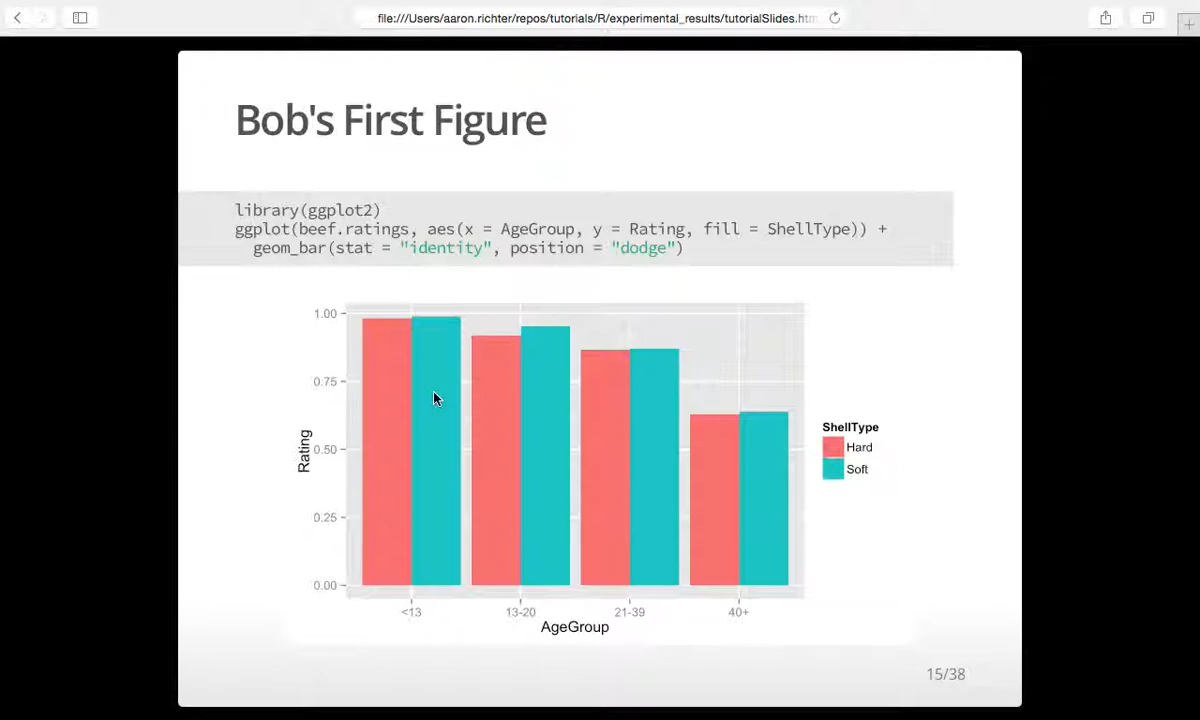 file:///Users/aaron.richter/repos/tutorials/R/experimental_results/tutorialSlides.htm
Bob's First Figure
library(ggplot2)
ggplot(beef.ratings, aes(x = AgeGroup, y = Rating, fill = ShellType)) +
geom_bar(stat = "identity", position = "dodge")
1.00
0.75
0.50
0.25
0.00
Rating
<13
13-20
21-39
40+
AgeGroup
ShellType
Hard
Soft
15/38